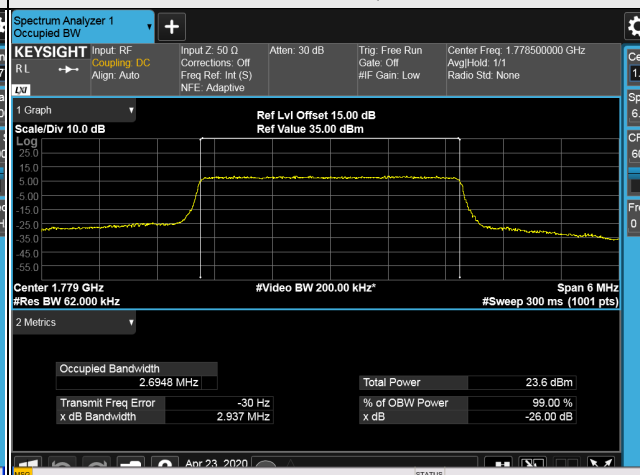 Spectrum Analyzer 1
Occupied BW
KEYSIGHT Input: RF Input Z: 50 Ω Atten: 30 dB Trig: Free Run Center Freq: 1.778500000 GHz
R L Coupling: DC Corrections: Off Gate: Off Avg|Hold: 1/1
Align: Auto Freq Ref: Int (S) #IF Gain: Low Radio Std: None
LXI NFE: Adaptive
1 Graph Ref Lvl Offset 15.00 dB
Scale/Div 10.0 dB Ref Value 35.00 dBm
Log
25.0
15.0
5.00
-5.00
-15.0
-25.0
-35.0
-45.0
-55.0
Center 1.779 GHz #Video BW 200.00 kHz* Span 6 MHz
#Res BW 62.000 kHz #Sweep 300 ms (1001 pts)
2 Metrics
Occupied Bandwidth
2.6948 MHz Total Power 23.6 dBm
Transmit Freq Error -30 Hz % of OBW Power 99.00 %
x dB Bandwidth 2.937 MHz x dB -26.00 dB
Apr 23, 2020
MSG STATUS